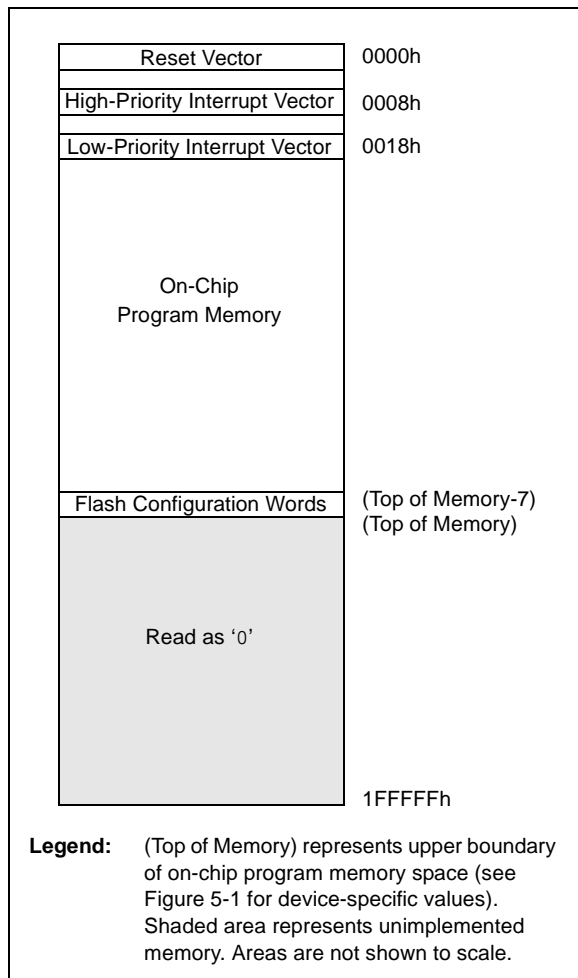 Reset Vector 0000h
High-Priority Interrupt Vector 0008h
Low-Priority Interrupt Vector 0018h
On-Chip
Program Memory
Flash Configuration Words (Top of Memory-7)
(Top of Memory)
Read as ‘0’
1FFFFFh
Legend: (Top of Memory) represents upper boundary
of on-chip program memory space (see
Figure 5-1 for device-specific values).
Shaded area represents unimplemented
memory. Areas are not shown to scale.